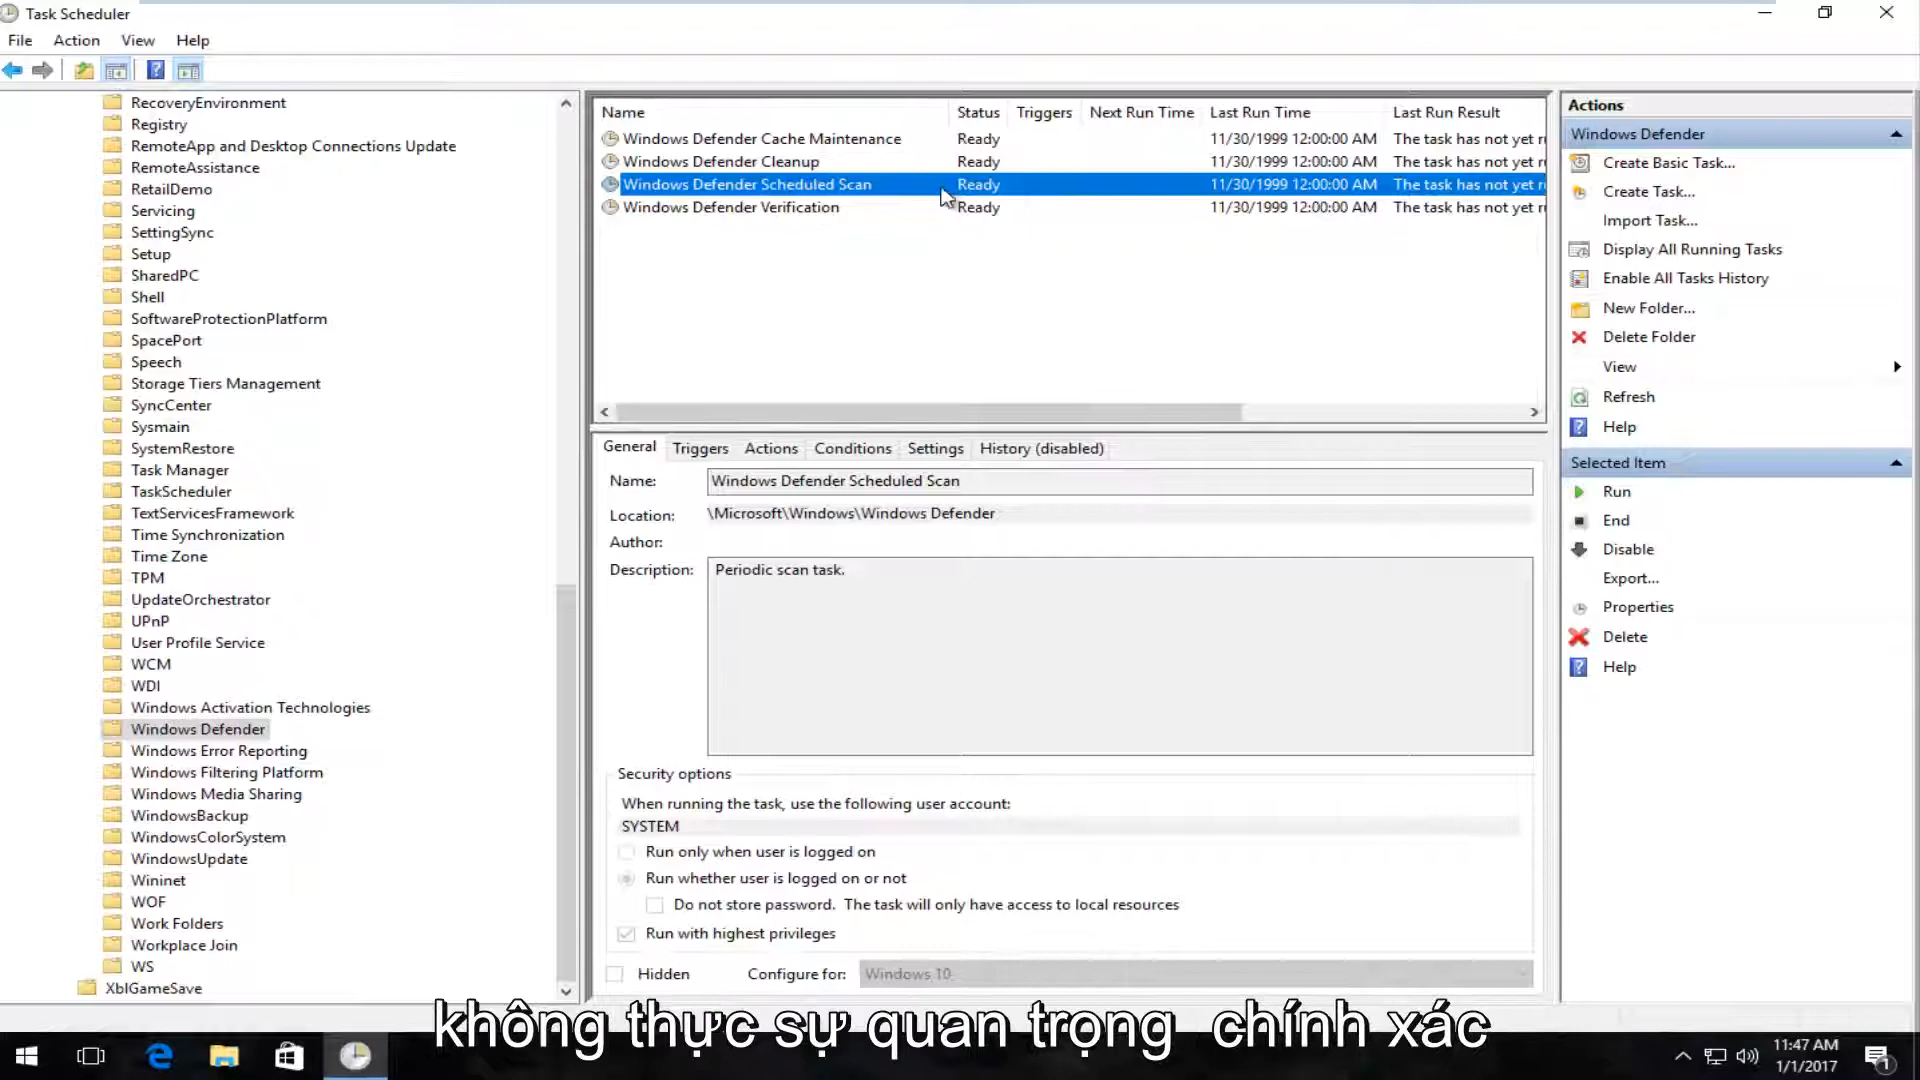 Task Scheduler
File Action View Help
RecoveryEnvironment
Registry
RemoteApp and Desktop Connections Update
RemoteAssistance
RetailDemo
Servicing
SettingSync
Setup
SharedPC
Shell
SoftwareProtectionPlatform
SpacePort
Speech
Storage Tiers Management
SyncCenter
Sysmain
SystemRestore
Task Manager
TaskScheduler
TextServicesFramework
Time Synchronization
Time Zone
TPM
UpdateOrchestrator
UPnP
User Profile Service
WCM
WDI
Windows Activation Technologies
Windows Defender
Windows Error Reporting
Windows Filtering Platform
Windows Media Sharing
WindowsBackup
WindowsColorSystem
WindowsUpdate
Wininet
WOF
Work Folders
Workplace Join
WS
XblGameSave
Name Status Triggers Next Run Time Last Run Time Last Run Result
Windows Defender Cache Maintenance Ready 11/30/1999 12:00:00 AM The task has not yet r
Windows Defender Cleanup Ready 11/30/1999 12:00:00 AM The task has not yet r
Windows Defender Scheduled Scan Ready 11/30/1999 12:00:00 AM The task has not yet r
Windows Defender Verification Ready 11/30/1999 12:00:00 AM The task has not yet r
General Triggers Actions Conditions Settings History (disabled)
Name: Windows Defender Scheduled Scan
Location: \Microsoft\Windows\Windows Defender
Author:
Description: Periodic scan task.
Security options
When running the task, use the following user account:
SYSTEM
Run only when user is logged on
Run whether user is logged on or not
Do not store password. The task will only have access to local resources
Run with highest privileges
Hidden Configure for: Windows 10
Actions
Windows Defender
Create Basic Task...
Create Task...
Import Task...
Display All Running Tasks
Enable All Tasks History
New Folder...
Delete Folder
View
Refresh
Help
Selected Item
Run
End
Disable
Export...
Properties
Delete
Help
không thực sự quan trọng chính xác
11:47 AM
1/1/2017
1